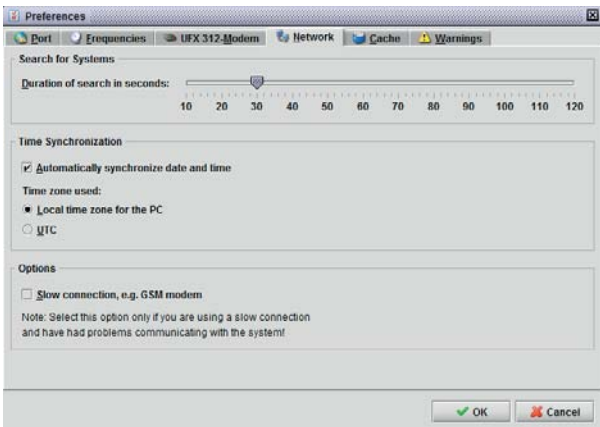 Preferences
Port Frequencies UFX 312-Modem Network Cache Warnings
Search for Systems
Duration of search in seconds:
10 20 30 40 50 60 70 80 90 100 110 120
Time Synchronization
Automatically synchronize date and time
Time zone used:
Local time zone for the PC
UTC
Options
Slow connection, e.g. GSM modem
Note: Select this option only if you are using a slow connection
and have had problems communicating with the system!
OK Cancel